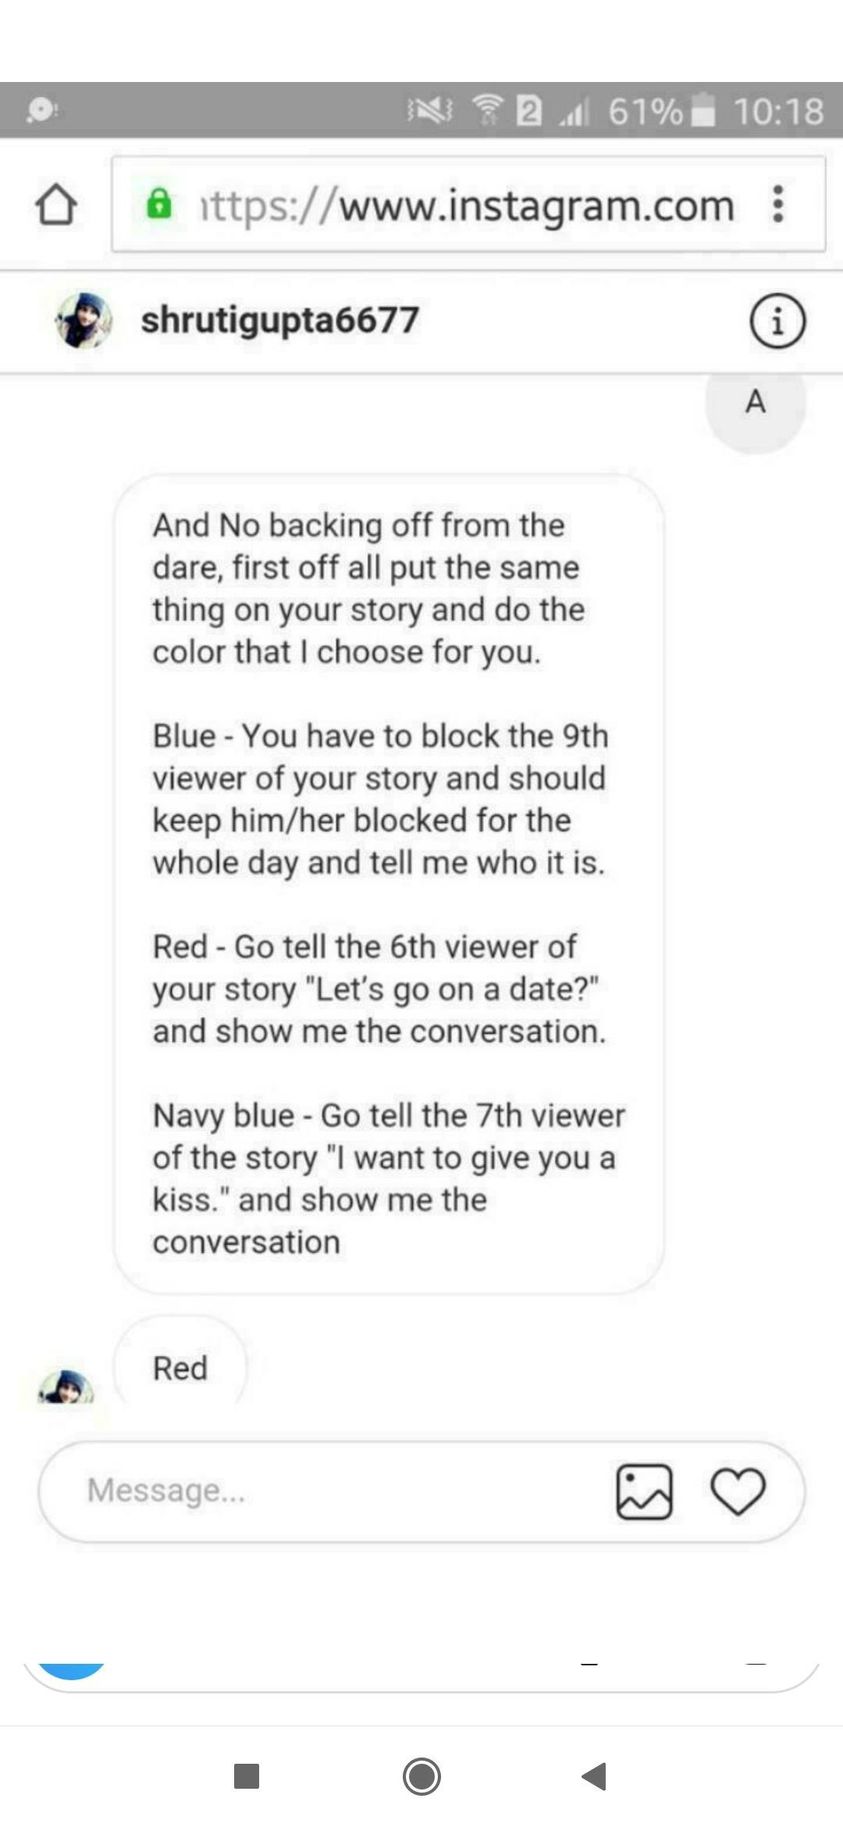 61% 10:18
ttps://www.instagram.com
shrutigupta6677
A
And No backing off from the
dare, first off all put the same
thing on your story and do the
color that I choose for you.
Blue - You have to block the 9th
viewer of your story and should
keep him/her blocked for the
whole day and tell me who it is.
Red - Go tell the 6th viewer of
your story "Let's go on a date?"
and show me the conversation.
Navy blue - Go tell the 7th viewer
of the story "I want to give you a
kiss." and show me the
conversation
Red
Message...